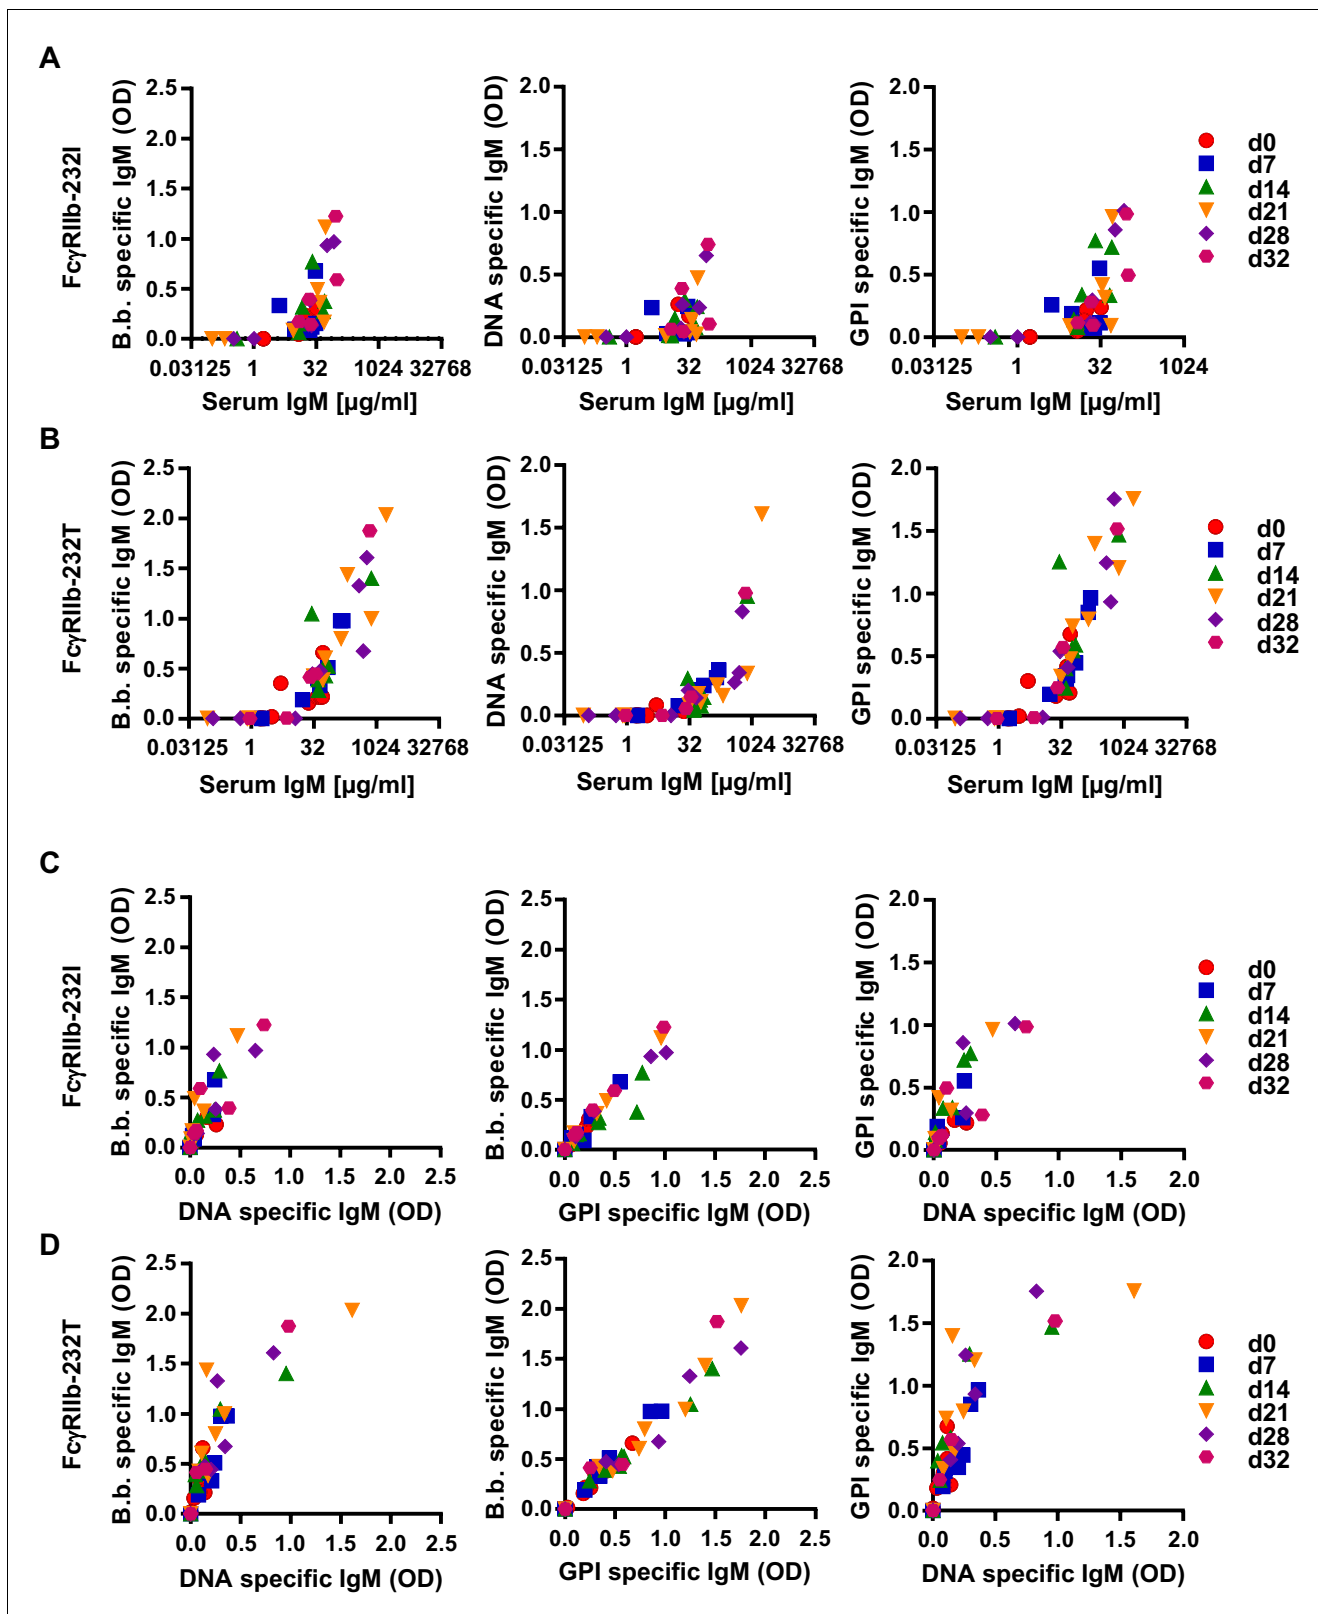 A
FcγRIIb-232I
B.b. specific IgM (OD)
2.5
2.0
1.5
1.0
0.5
0.0
0.03125 1 32 1024 32768
Serum IgM [µg/ml]
DNA specific IgM (OD)
2.0
1.5
1.0
0.5
0.0
0.03125 1 32 1024 32768
Serum IgM [µg/ml]
GPI specific IgM (OD)
2.0
1.5
1.0
0.5
0.0
0.03125 1 32 1024
Serum IgM [µg/ml]
d0
d7
d14
d21
d28
d32
B
FcγRIIb-232T
B.b. specific IgM (OD)
2.5
2.0
1.5
1.0
0.5
0.0
0.03125 1 32 1024 32768
Serum IgM [µg/ml]
DNA specific IgM (OD)
2.0
1.5
1.0
0.5
0.0
0.03125 1 32 1024 32768
Serum IgM [µg/ml]
GPI specific IgM (OD)
2.0
1.5
1.0
0.5
0.0
0.03125 1 32 1024 32768
Serum IgM [µg/ml]
d0
d7
d14
d21
d28
d32
C
FcγRIIb-232I
B.b. specific IgM (OD)
2.5
2.0
1.5
1.0
0.5
0.0
0.0 0.5 1.0 1.5 2.0 2.5
DNA specific IgM (OD)
B.b. specific IgM (OD)
2.5
2.0
1.5
1.0
0.5
0.0
0.0 0.5 1.0 1.5 2.0 2.5
GPI specific IgM (OD)
GPI specific IgM (OD)
2.0
1.5
1.0
0.5
0.0
0.0 0.5 1.0 1.5 2.0
DNA specific IgM (OD)
d0
d7
d14
d21
d28
d32
D
FcγRIIb-232T
B.b. specific IgM (OD)
2.5
2.0
1.5
1.0
0.5
0.0
0.0 0.5 1.0 1.5 2.0 2.5
DNA specific IgM (OD)
B.b. specific IgM (OD)
2.5
2.0
1.5
1.0
0.5
0.0
0.0 0.5 1.0 1.5 2.0 2.5
GPI specific IgM (OD)
GPI specific IgM (OD)
2.0
1.5
1.0
0.5
0.0
0.0 0.5 1.0 1.5 2.0
DNA specific IgM (OD)
d0
d7
d14
d21
d28
d32